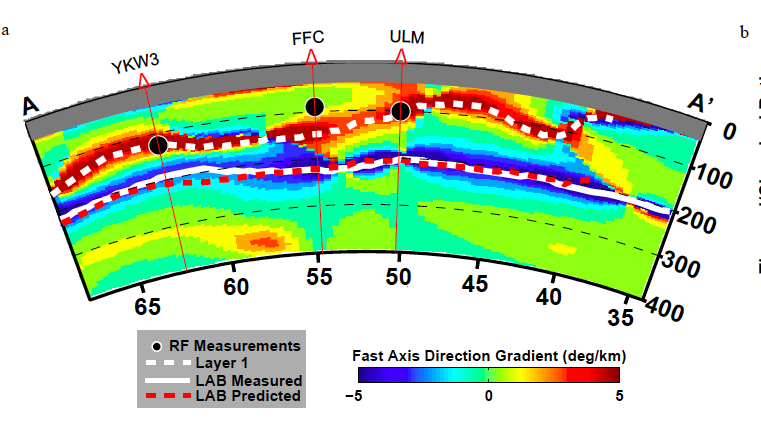 a
b
YKW3
FFC
ULM
A
A'
0
100
200
300
400
65
60
55
50
45
40
35
RF Measurements
Layer 1
LAB Measured
LAB Predicted
Fast Axis Direction Gradient (deg/km)
−5
0
5